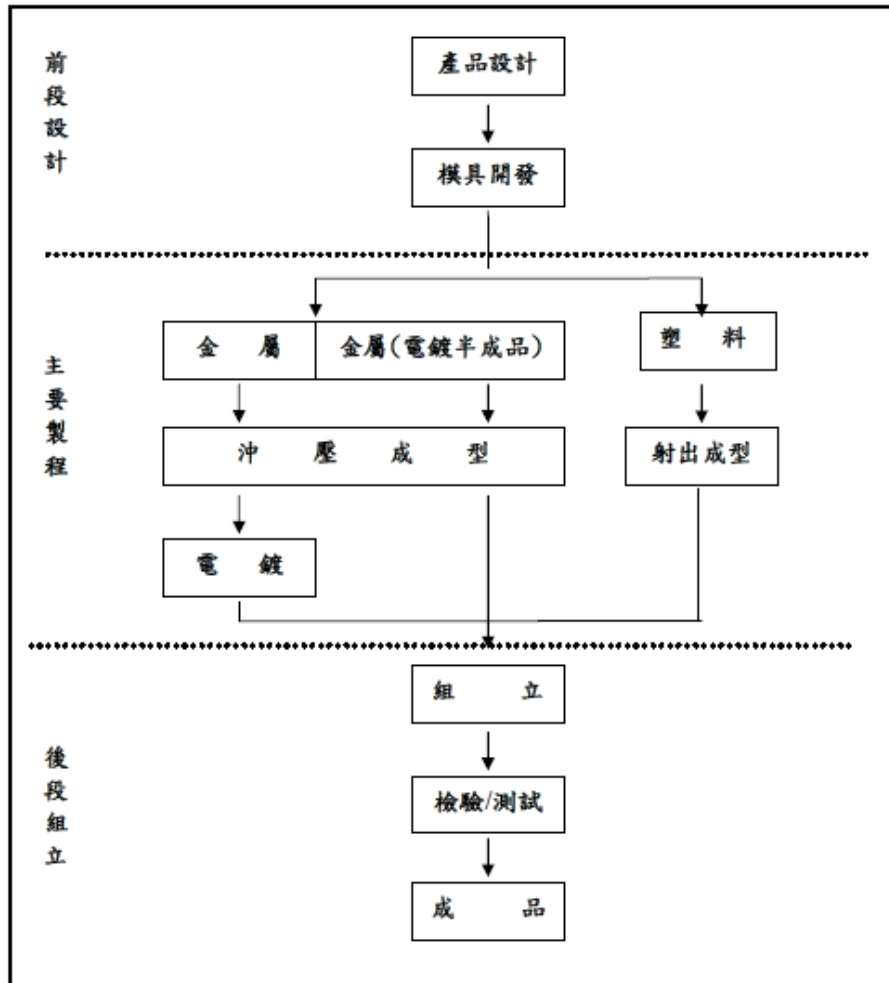 前段設計
產品設計
模具開發
主要製程
金屬
金屬(電鍍半成品)
塑料
沖壓成型
射出成型
電鍍
後段組立
組立
檢驗/測試
成品